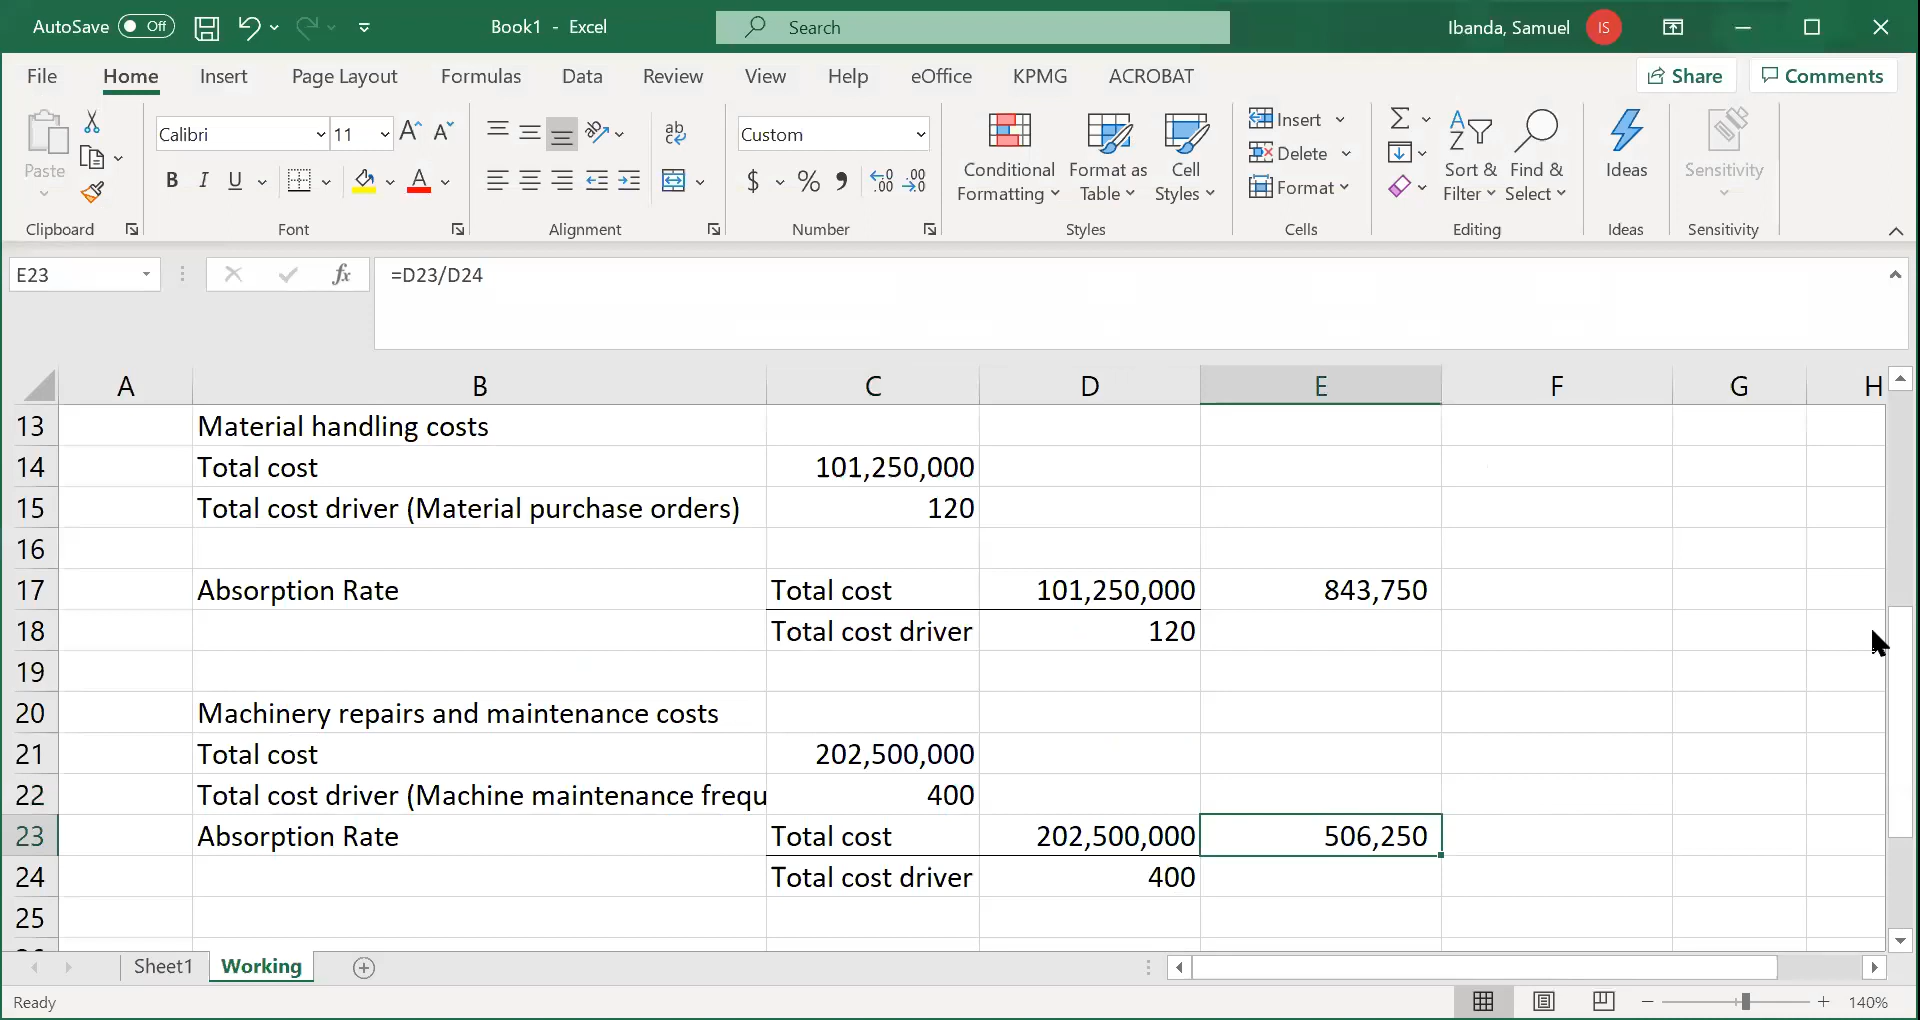 AutoSave Off Book1 - Excel Search Ibanda, Samuel IS
File Home Insert Page Layout Formulas Data Review View Help eOffice KPMG ACROBAT Share Comments
Calibri 11 ab Custom Insert
Paste Conditional Formatting Format as Table Cell Styles Delete Sort & Filter Find & Select Ideas Sensitivity
B I U $ % Format
Clipboard Font Alignment Number Styles Cells Editing Ideas Sensitivity
E23 fx =D23/D24
A B C D E F G H
13 Material handling costs
14 Total cost 101,250,000
15 Total cost driver (Material purchase orders) 120
16
17 Absorption Rate Total cost 101,250,000 843,750
18 Total cost driver 120
19
20 Machinery repairs and maintenance costs
21 Total cost 202,500,000
22 Total cost driver (Machine maintenance frequ 400
23 Absorption Rate Total cost 202,500,000 506,250
24 Total cost driver 400
25
Sheet1 Working
Ready 140%